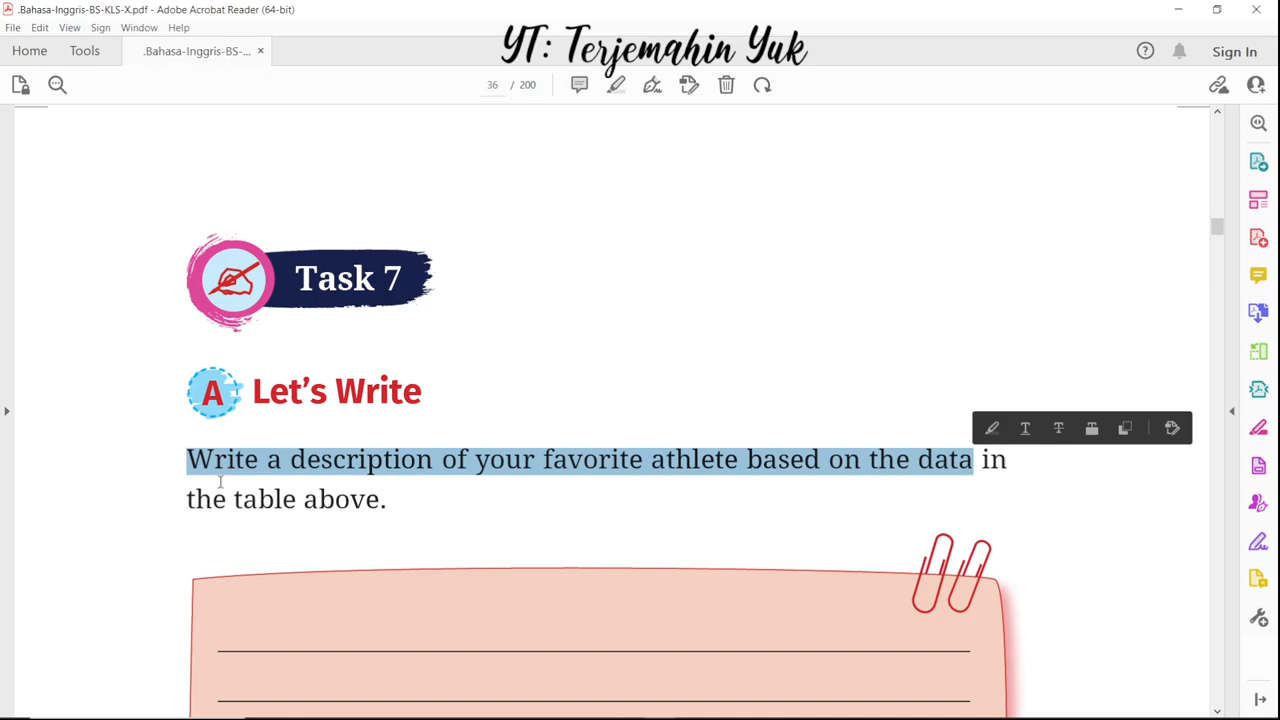 .Bahasa-Inggris-BS-KLS-X.pdf - Adobe Acrobat Reader (64-bit)
File Edit View Sign Window Help
YT: Terjemahin Yuk
Home Tools .Bahasa-Inggris-BS-... × Sign In
36 / 200
Task 7
A Let's Write
Write a description of your favorite athlete based on the data in
the table above.